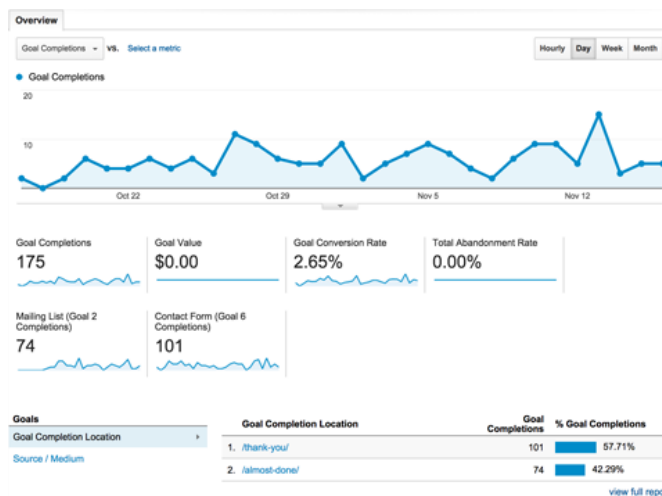 Overview
Goal Completions vs. Select a metric Hourly Day Week Month
Goal Completions
20
10
Oct 22 Oct 29 Nov 5 Nov 12
Goal Completions Goal Value Goal Conversion Rate Total Abandonment Rate
175 $0.00 2.65% 0.00%
Mailing List (Goal 2 Completions) Contact Form (Goal 6 Completions)
74 101
Goals
Goal Completion Location
Source / Medium
Goal Completion Location Goal Completions % Goal Completions
1. /thank-you/ 101 57.71%
2. /almost-done/ 74 42.29%
view full repo